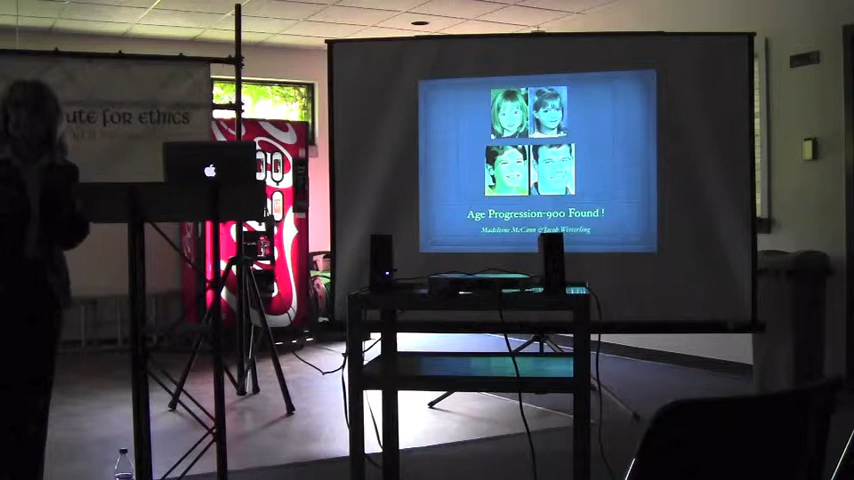 ute for ethics
Age Progression-900 Found !
Madeleine McCann & Jacob Wetterling